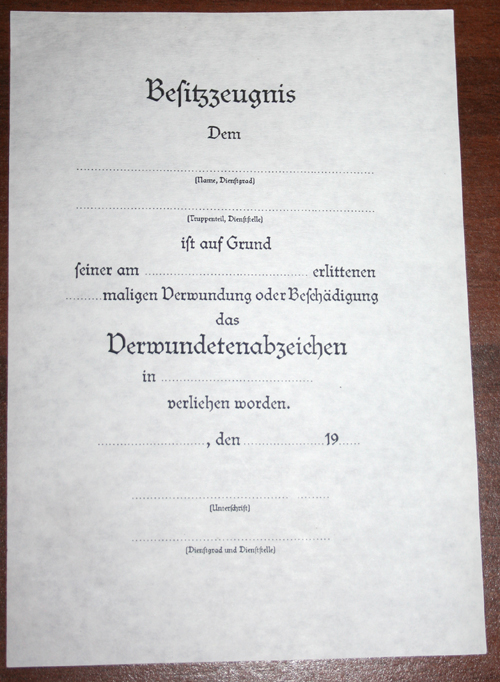 Besitzzeugnis
Dem
(Name, Dienstgrad)
(Truppenteil, Dienststelle)
ist auf Grund
seiner am .................... erlittenen
........maligen Verwundung oder Beschädigung
das
Verwundetenabzeichen
in ....................
verliehen worden.
...................., den ............... 19.....
(Unterschrift)
(Dienstgrad und Dienststelle)